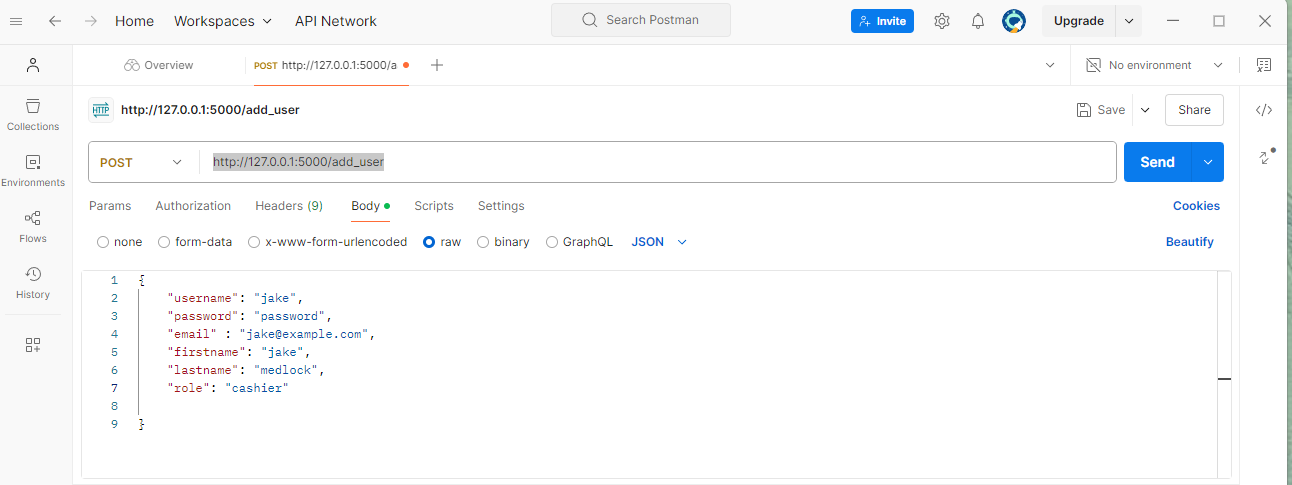 Home Workspaces API Network Search Postman Invite Upgrade
Overview POST http://127.0.0.1:5000/a No environment
HTTP http://127.0.0.1:5000/add_user Save Share
Collections
POST http://127.0.0.1:5000/add_user Send
Environments
Params Authorization Headers (9) Body Scripts Settings Cookies
Flows
none form-data x-www-form-urlencoded raw binary GraphQL JSON Beautify
History
1 {
2 "username": "jake",
3 "password": "password",
4 "email" : "jake@example.com",
5 "firstname": "jake",
6 "lastname": "medlock",
7 "role": "cashier"
8
9 }